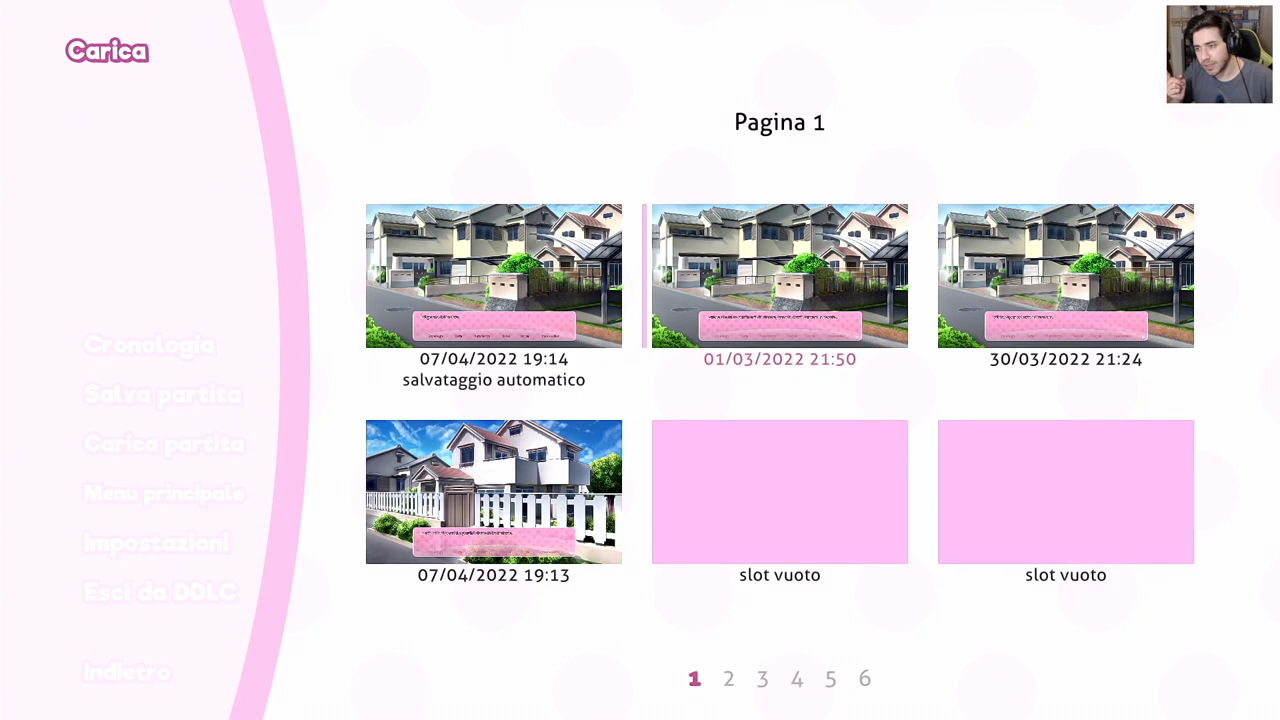 Carica
Pagina 1
07/04/2022 19:14
salvataggio automatico
01/03/2022 21:50
30/03/2022 21:24
07/04/2022 19:13
slot vuoto
slot vuoto
Cronologia
Salva partita
Carica partita
Menu principale
Impostazioni
Esci da DDLC
Indietro
1 2 3 4 5 6